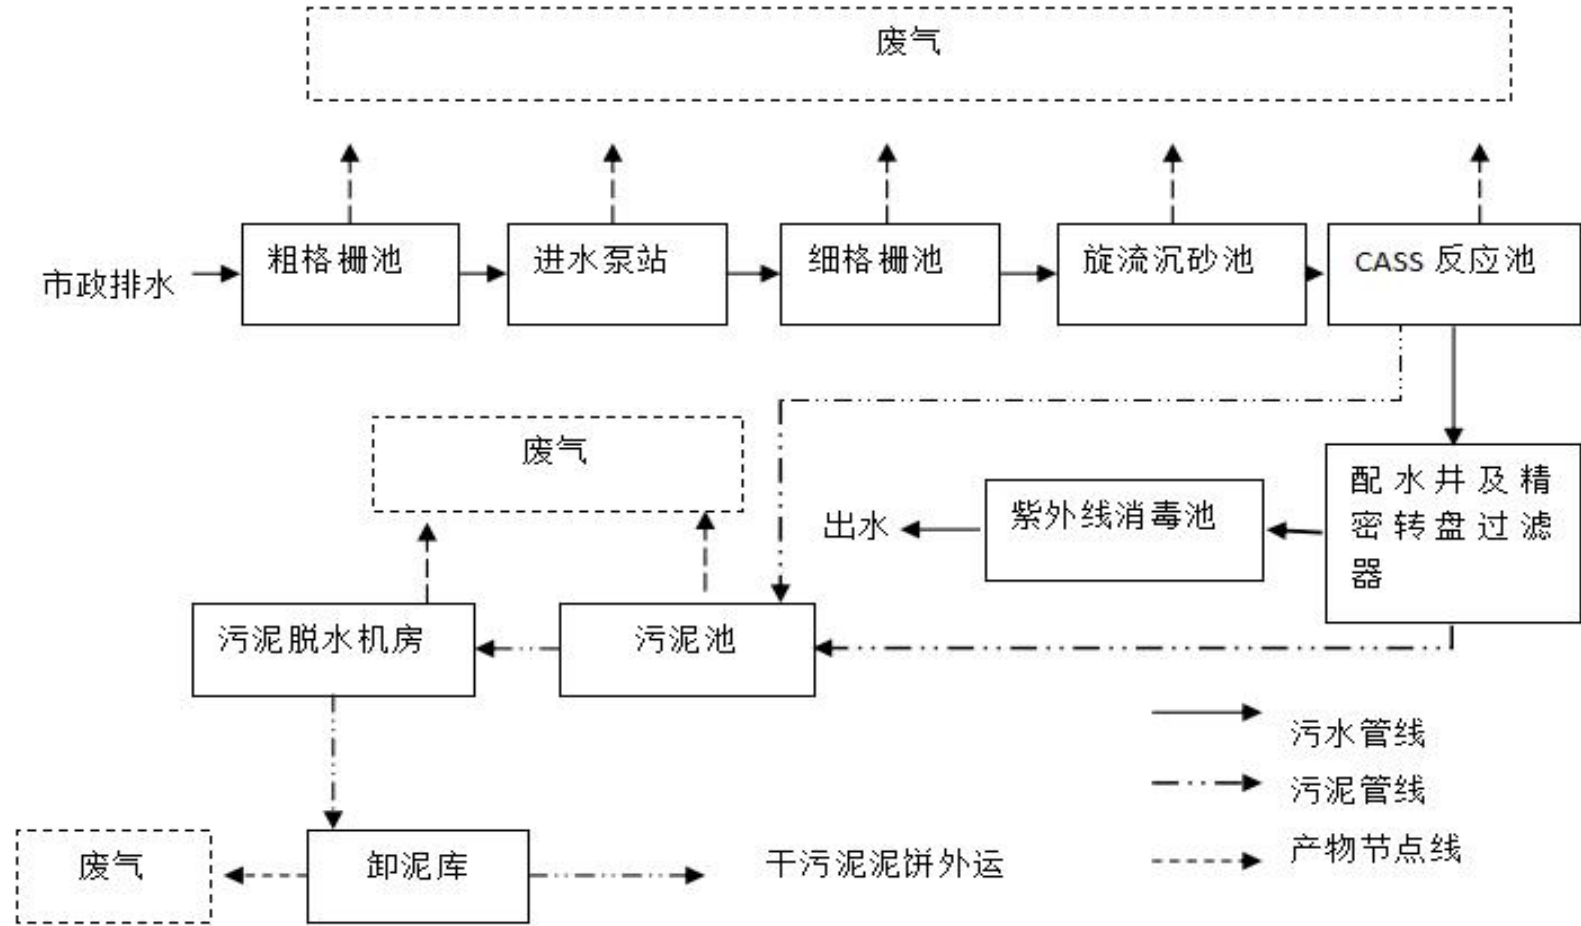 废气
市政排水
粗格栅池
进水泵站
细格栅池
旋流沉砂池
CASS 反应池
废气
出水
紫外线消毒池
配水井及精
密转盘过滤
器
污泥脱水机房
污泥池
污水管线
污泥管线
产物节点线
废气
卸泥库
干污泥泥饼外运